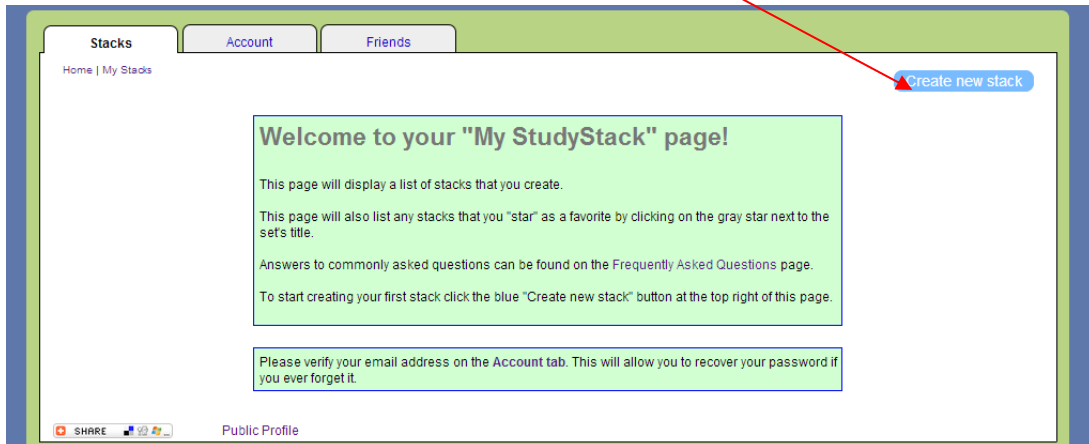 Stacks Account Friends
Home | My Stacks
Create new stack
Welcome to your "My StudyStack" page!
This page will display a list of stacks that you create.
This page will also list any stacks that you "star" as a favorite by clicking on the gray star next to the
set's title.
Answers to commonly asked questions can be found on the Frequently Asked Questions page.
To start creating your first stack click the blue "Create new stack" button at the top right of this page.
Please verify your email address on the Account tab. This will allow you to recover your password if
you ever forget it.
SHARE
Public Profile